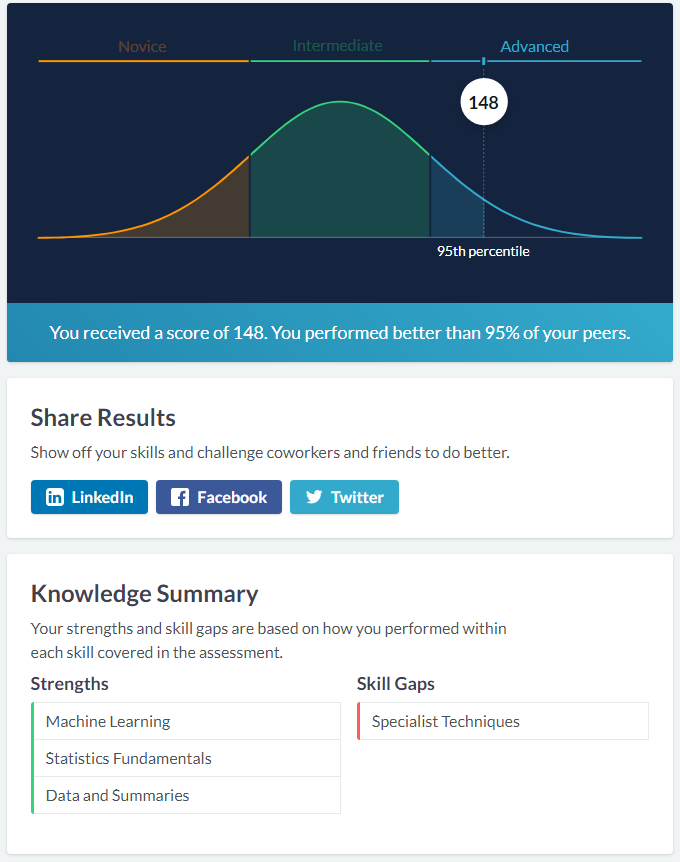 Novice
Intermediate
Advanced
148
95th percentile
You received a score of 148. You performed better than 95% of your peers.
Share Results
Show off your skills and challenge coworkers and friends to do better.
LinkedIn
Facebook
Twitter
Knowledge Summary
Your strengths and skill gaps are based on how you performed within
each skill covered in the assessment.
Strengths
Machine Learning
Statistics Fundamentals
Data and Summaries
Skill Gaps
Specialist Techniques